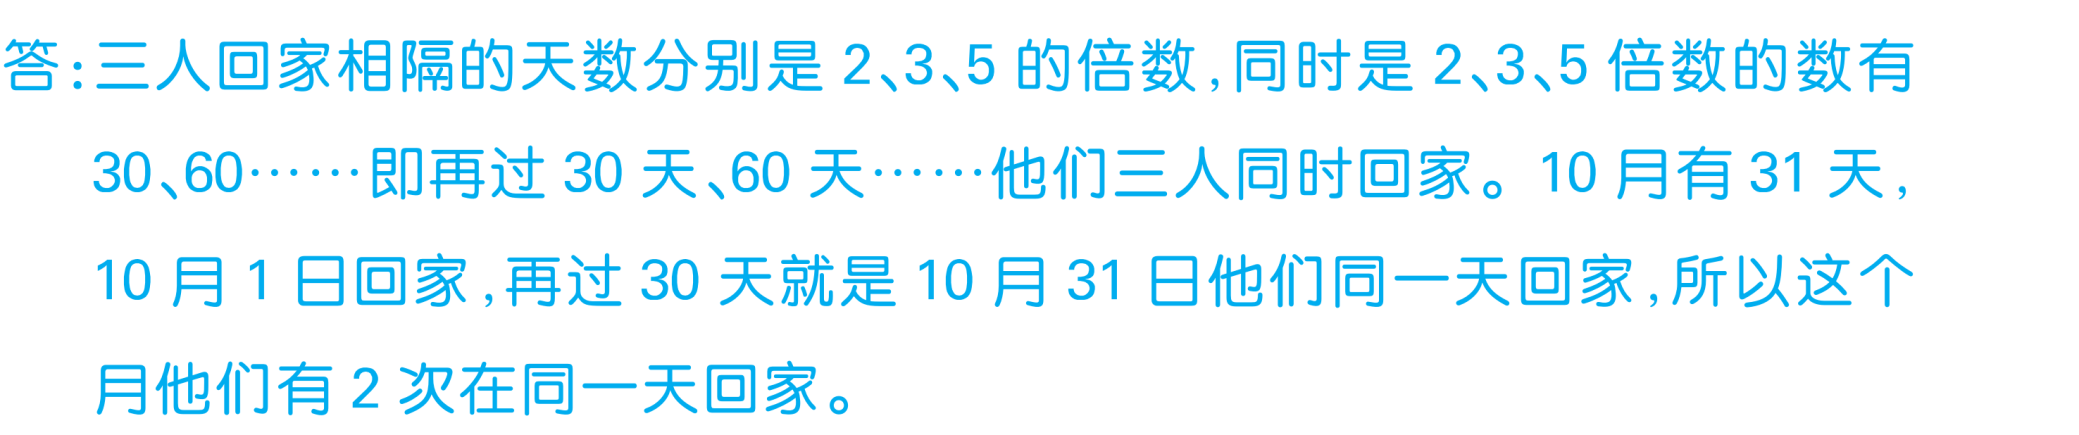 答:三人回家相隔的天数分别是 2、3、5 的倍数,同时是 2、3、5 倍数的数有
30、60……即再过 30 天、60 天……他们三人同时回家。10 月有 31 天,
10 月 1 日回家,再过 30 天就是 10 月 31 日他们同一天回家,所以这个
月他们有 2 次在同一天回家。